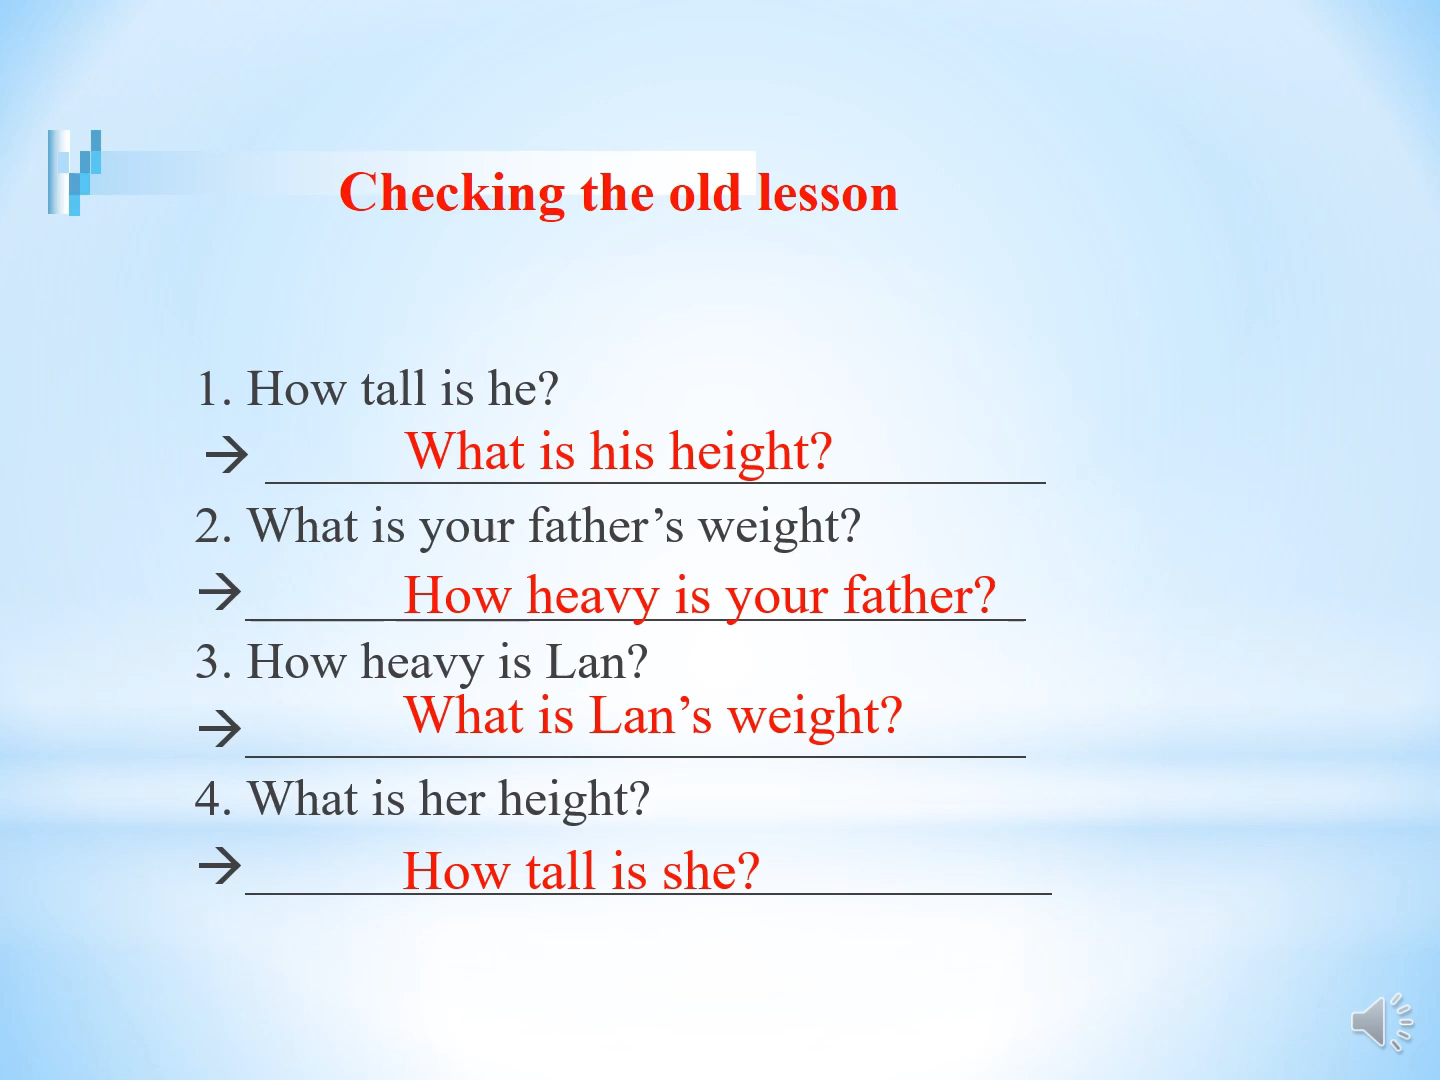 Checking the old lesson
1. How tall is he?
→ What is his height?
2. What is your father’s weight?
→ How heavy is your father?
3. How heavy is Lan?
→ What is Lan’s weight?
4. What is her height?
→ How tall is she?